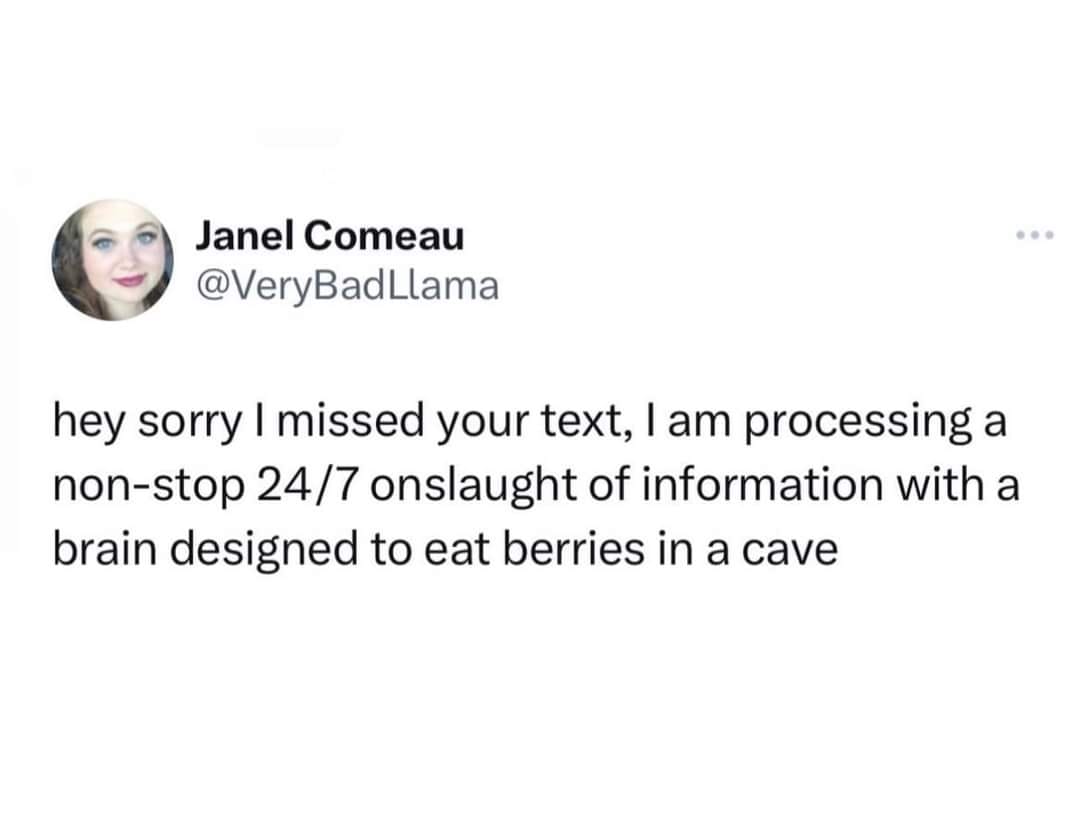 Janel Comeau
@VeryBadLlama
hey sorry I missed your text, I am processing a
non-stop 24/7 onslaught of information with a
brain designed to eat berries in a cave